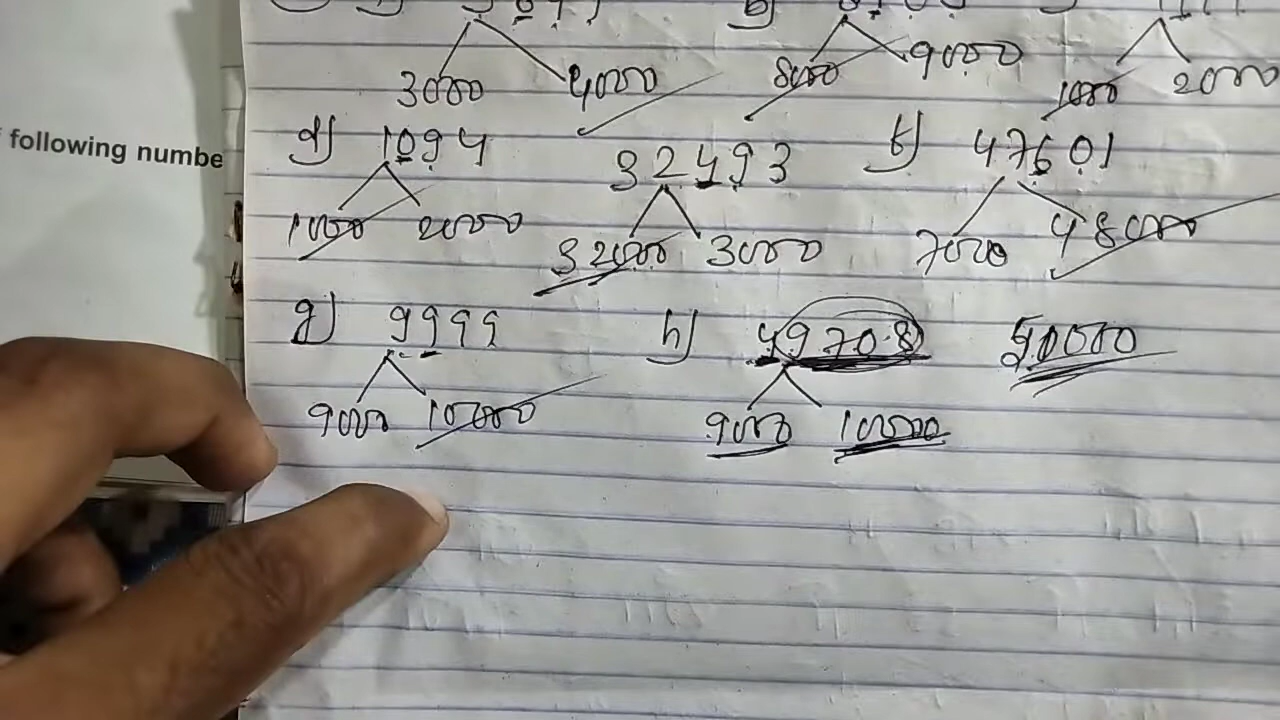 3000 4000 8000 9000 1000 2000
following numbe
d) 1094 32493 f) 47601
1000 2000 32000 3000 7000 48000
g) 9999 h) 49708 50000
9000 10000 9000 10000